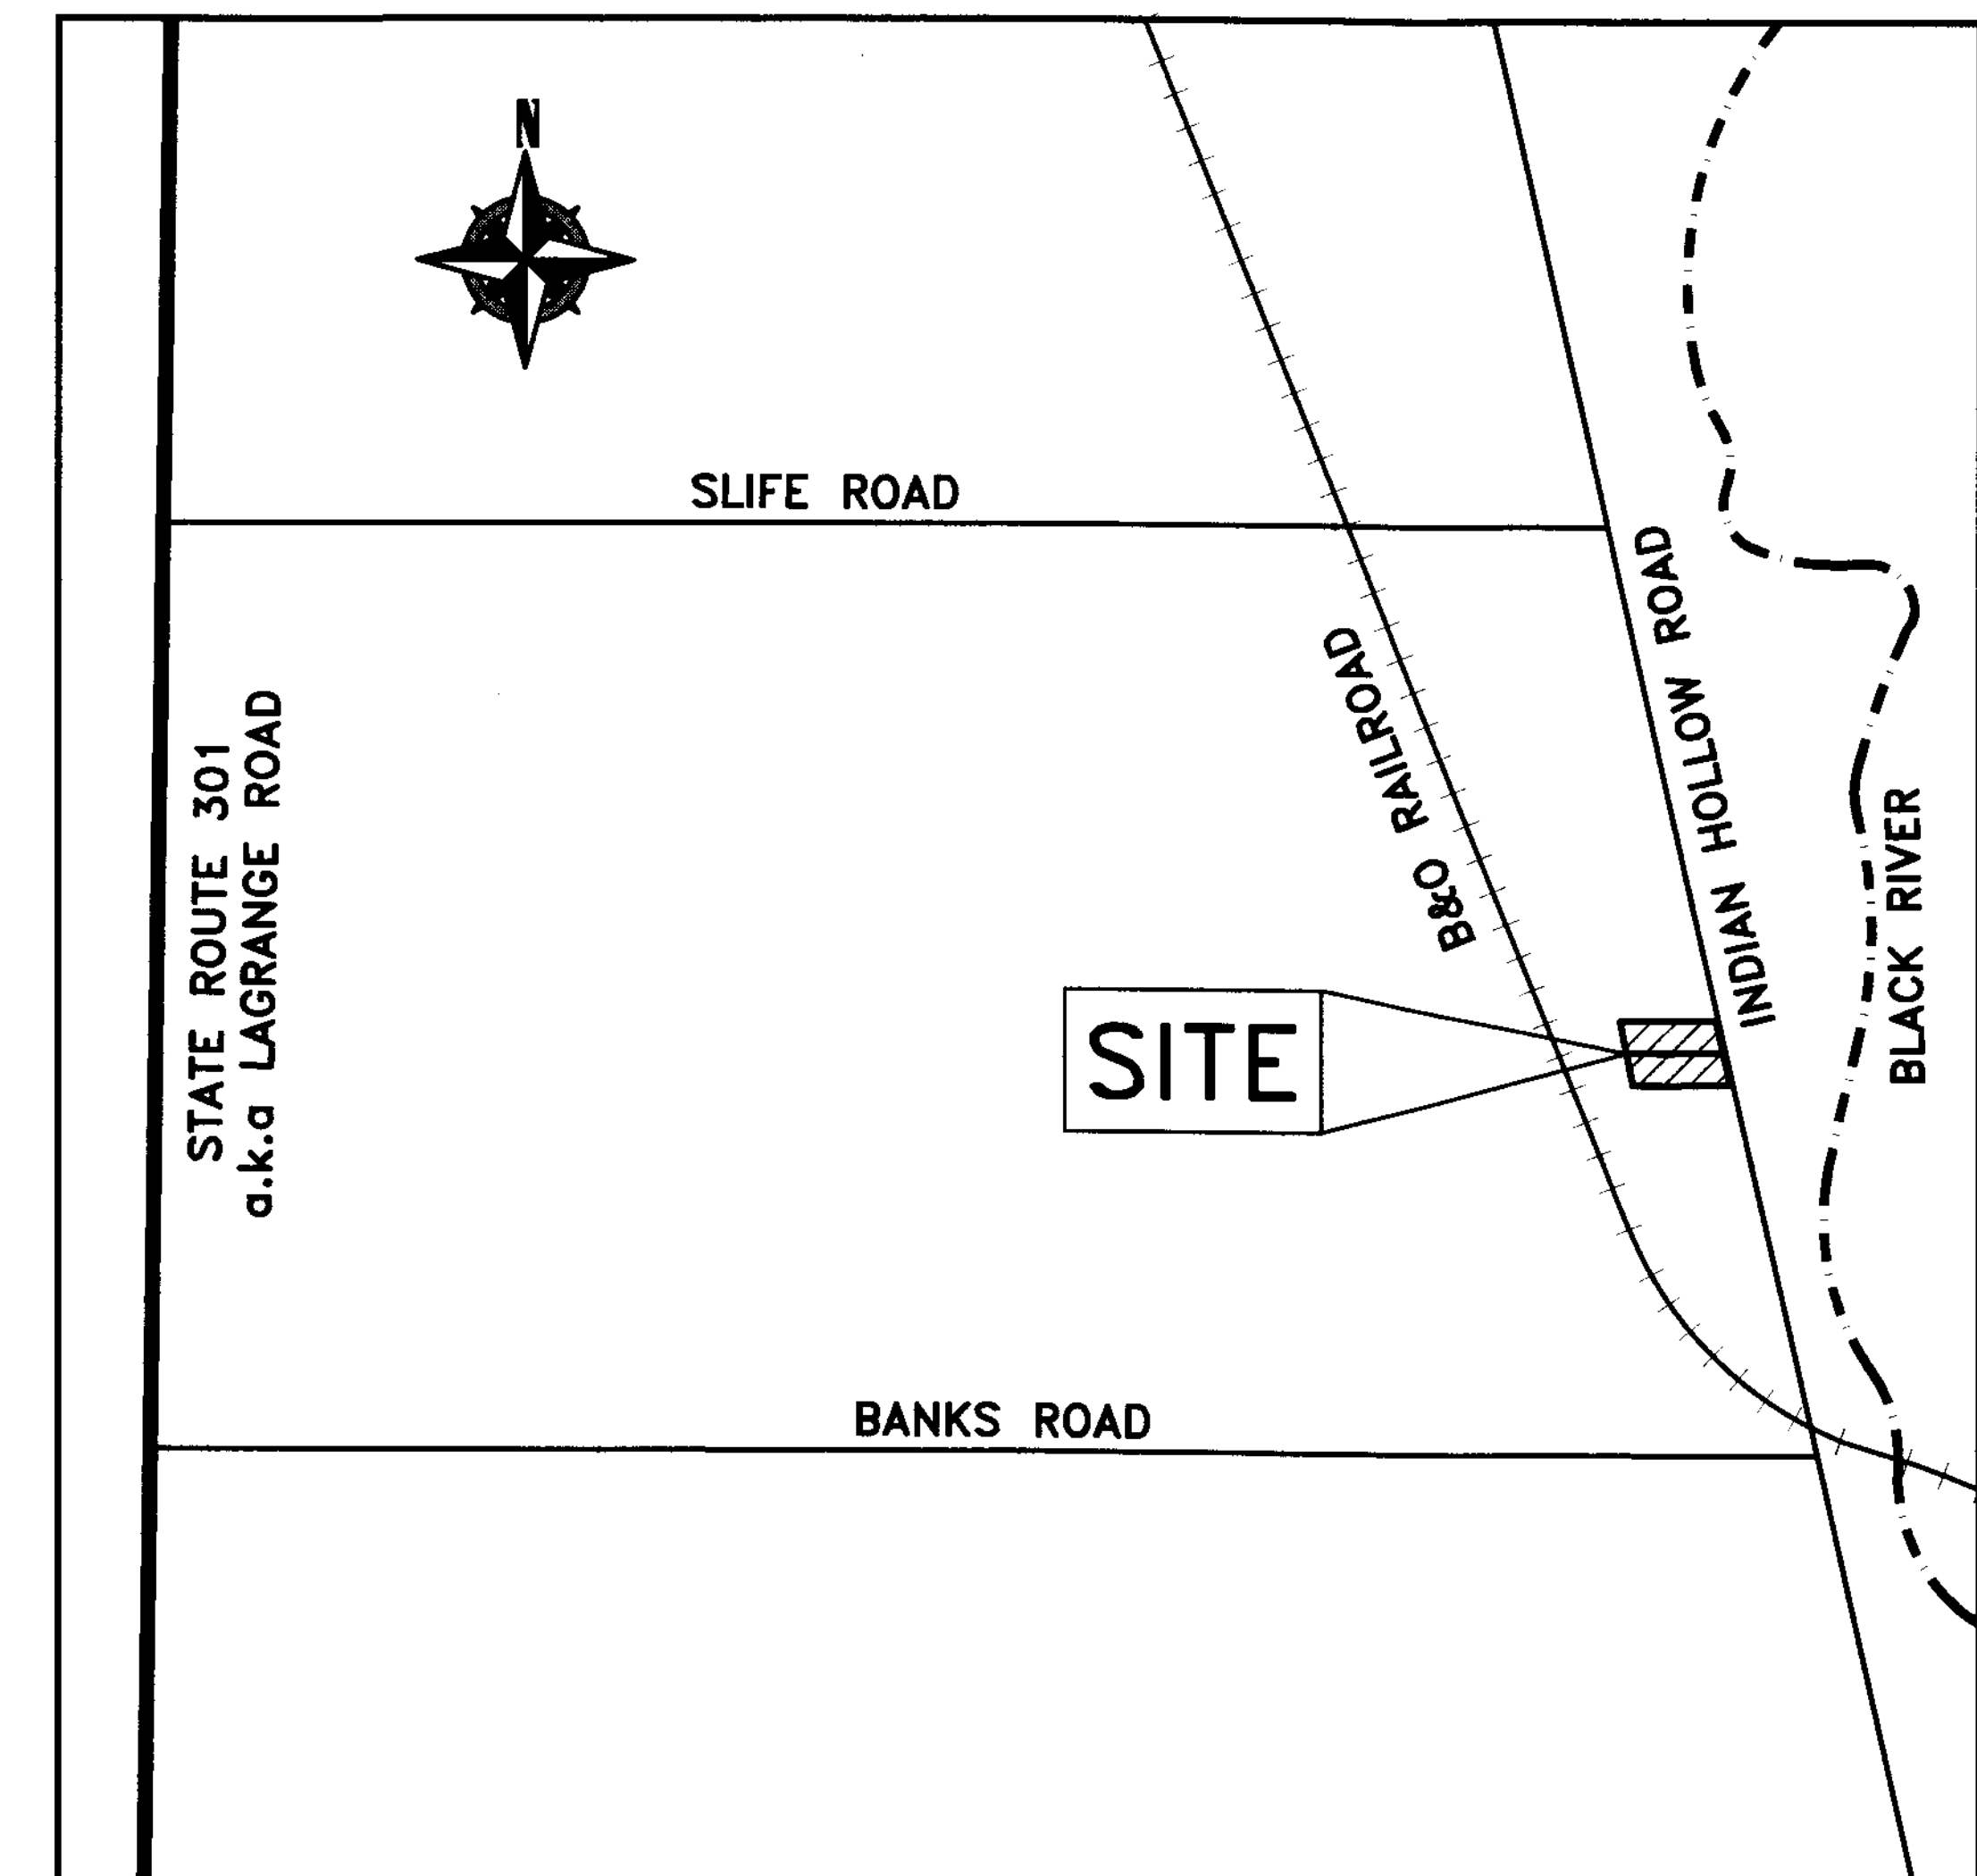 N
SLIFE ROAD
STATE ROUTE 301
a.k.a LAGRANGE ROAD
B&O RAILROAD
INDIAN HOLLOW ROAD
BLACK RIVER
SITE
BANKS ROAD